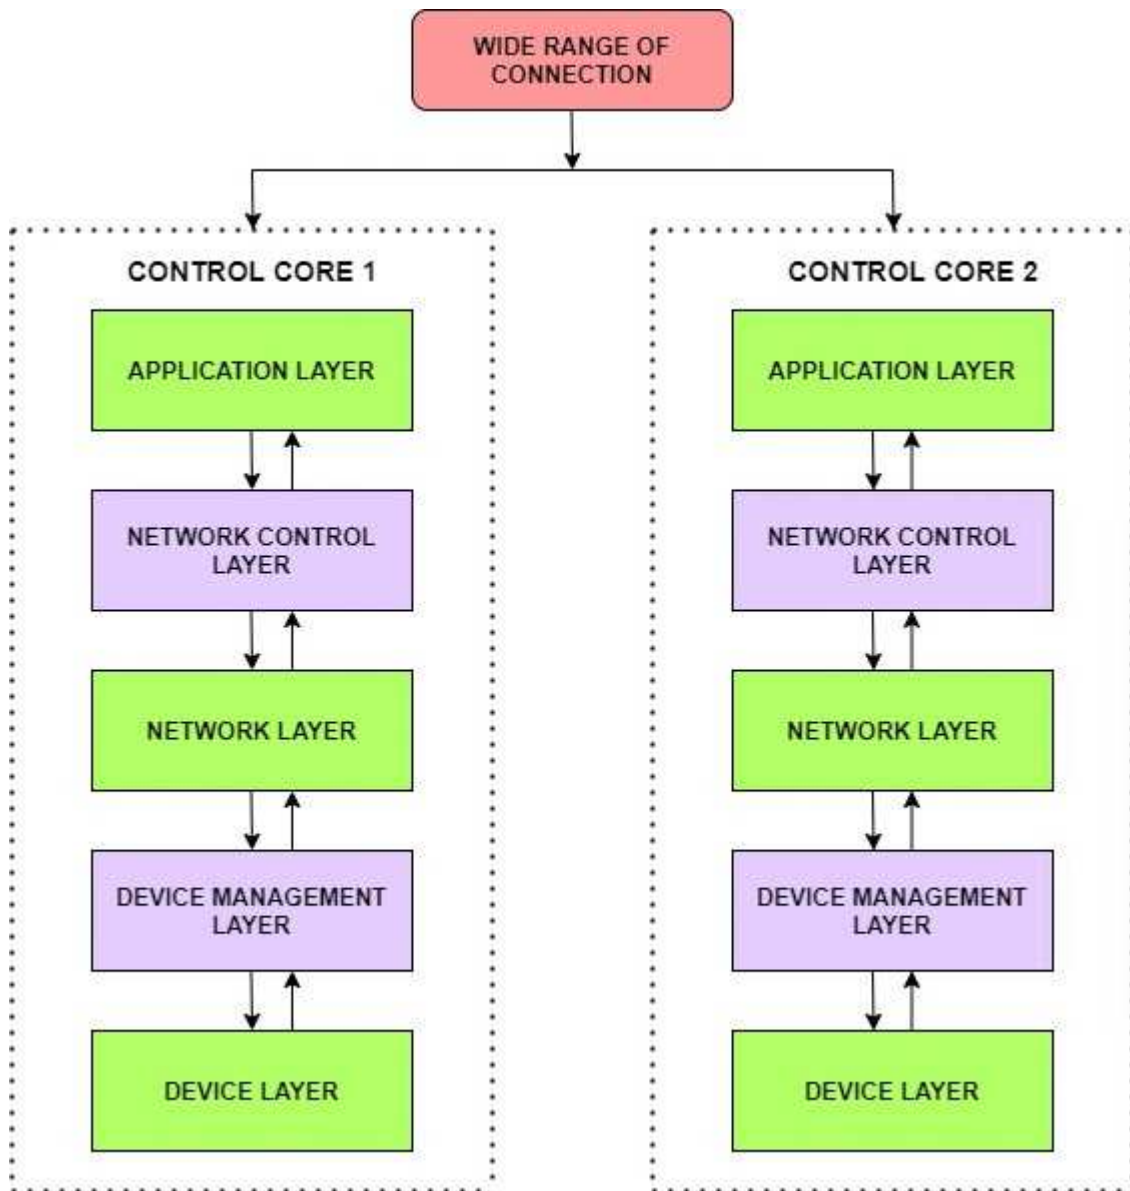 WIDE RANGE OF
CONNECTION
CONTROL CORE 1
APPLICATION LAYER
NETWORK CONTROL
LAYER
NETWORK LAYER
DEVICE MANAGEMENT
LAYER
DEVICE LAYER
CONTROL CORE 2
APPLICATION LAYER
NETWORK CONTROL
LAYER
NETWORK LAYER
DEVICE MANAGEMENT
LAYER
DEVICE LAYER